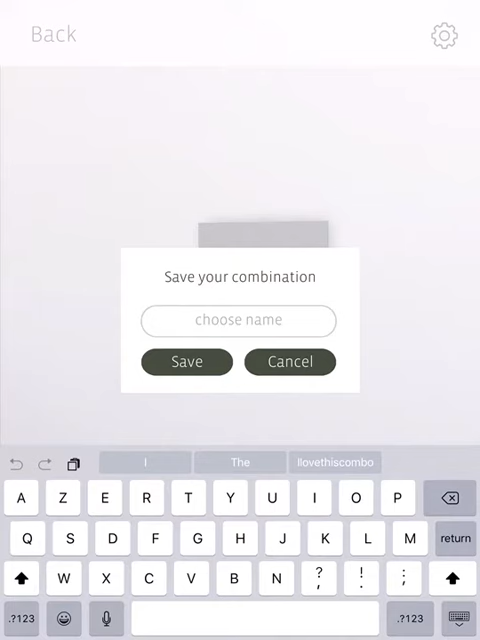 Back
Save your combination
choose name
Save Cancel
I The Ilovethiscombo
A Z E R T Y U I O P
Q S D F G H J K L M return
W X C V B N ? , ! . : ;
.?123 .?123